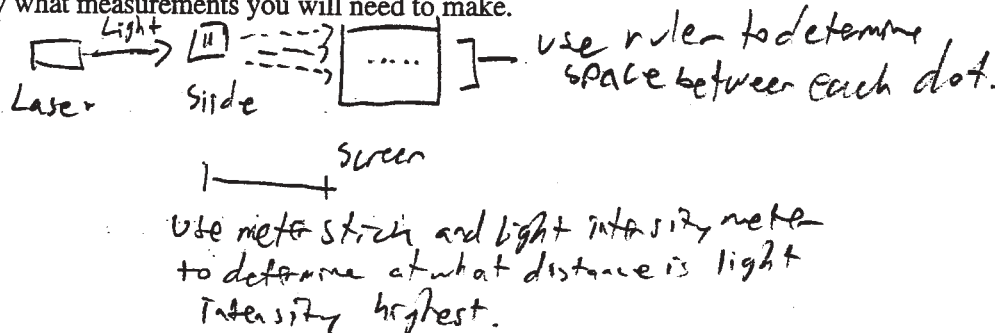 what measurements you will need to make.
Light
Laser
Slide
use ruler to determine
space between each dot.
Screen
Use meter stick and light intensity meter
to determine at what distance is light
intensity highest.